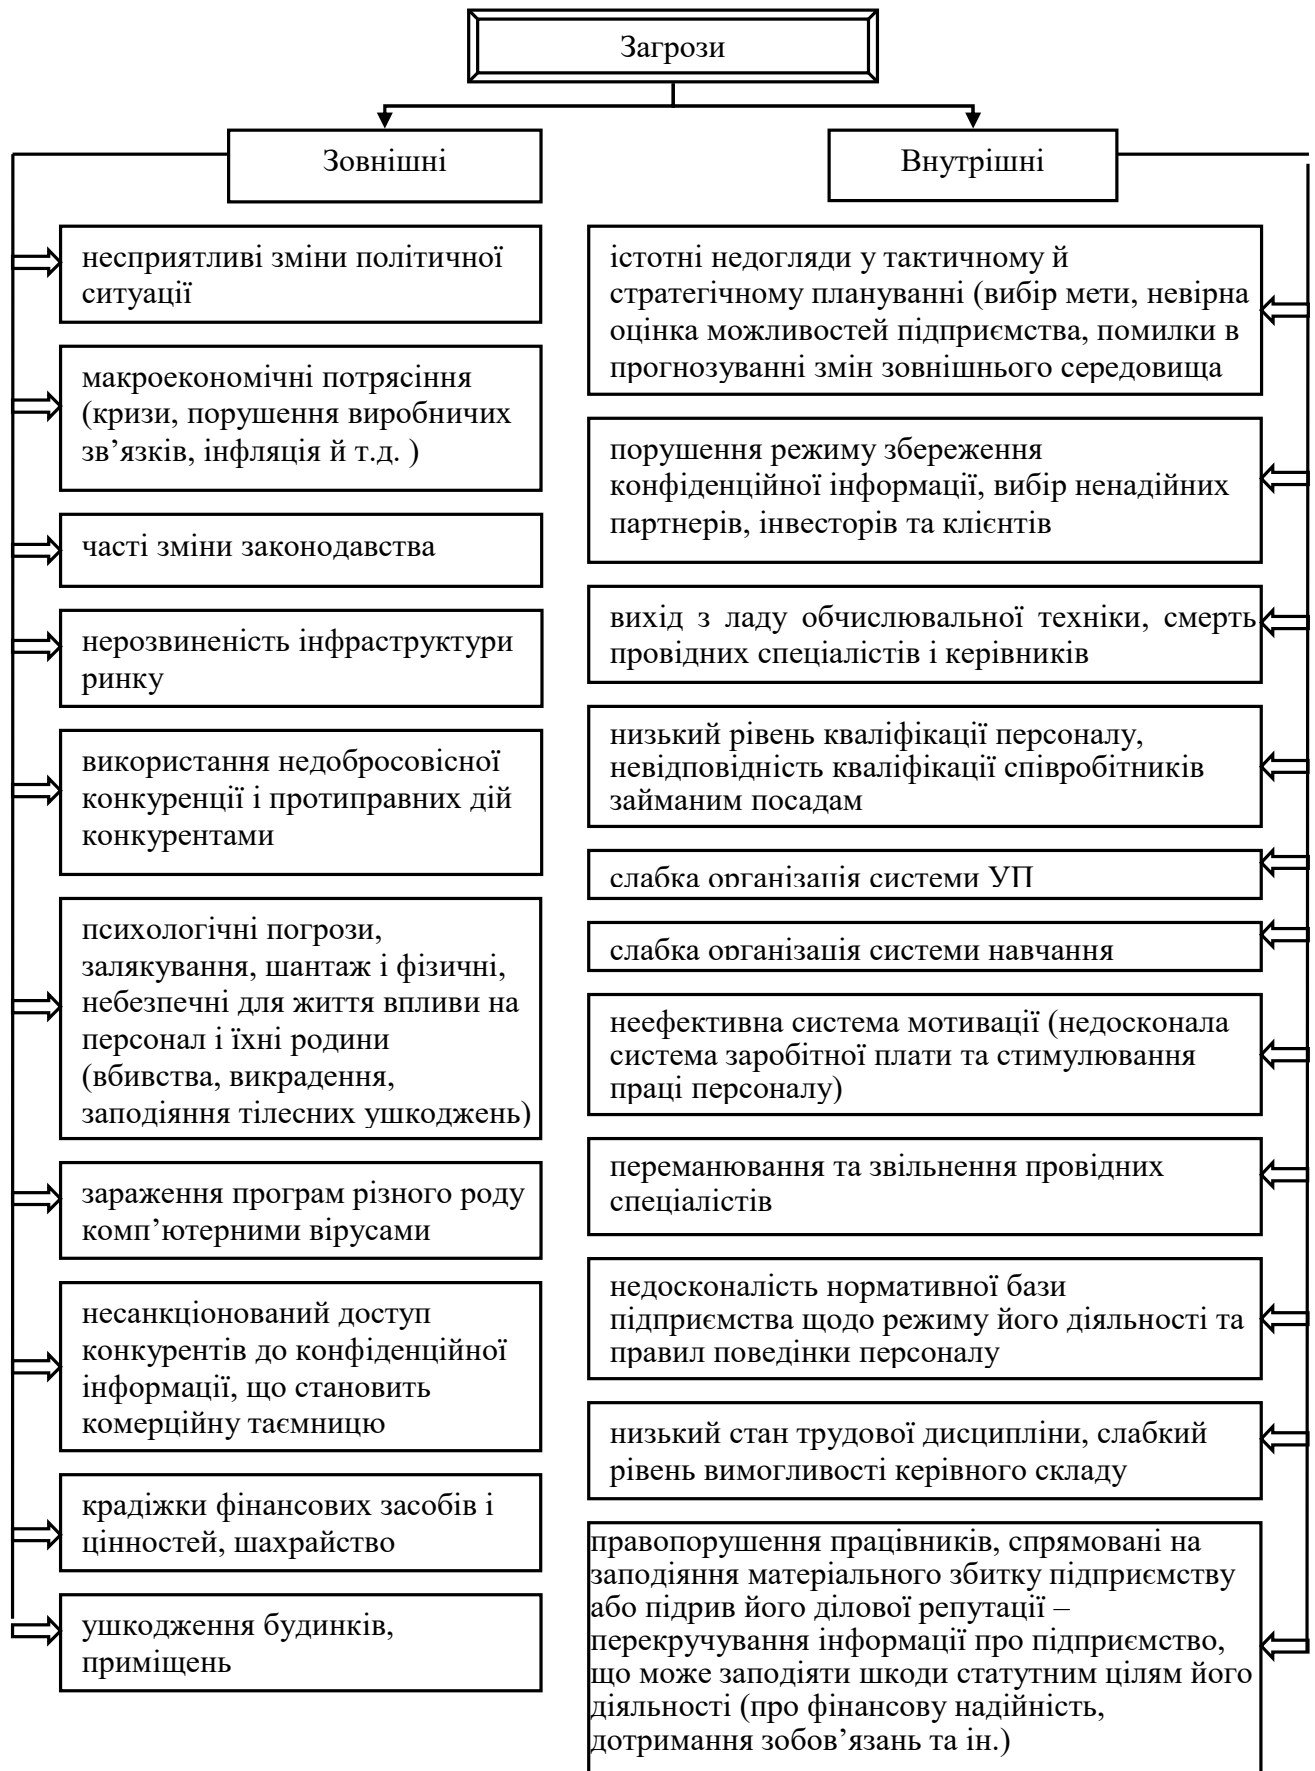 Загрози
Зовнішні
Внутрішні
несприятливі зміни політичної
ситуації
макроекономічні потрясіння
(кризи, порушення виробничих
зв’язків, інфляція й т.д. )
часті зміни законодавства
нерозвиненість інфраструктури
ринку
використання недобросовісної
конкуренції і протиправних дій
конкурентами
психологічні погрози,
залякування, шантаж і фізичні,
небезпечні для життя впливи на
персонал і їхні родини
(вбивства, викрадення,
заподіяння тілесних ушкоджень)
зараження програм різного роду
комп’ютерними вірусами
несанкціонований доступ
конкурентів до конфіденційної
інформації, що становить
комерційну таємницю
крадіжки фінансових засобів і
цінностей, шахрайство
ушкодження будинків,
приміщень
істотні недогляди у тактичному й
стратегічному плануванні (вибір мети, невірна
оцінка можливостей підприємства, помилки в
прогнозуванні змін зовнішнього середовища
порушення режиму збереження
конфіденційної інформації, вибір ненадійних
партнерів, інвесторів та клієнтів
вихід з ладу обчислювальної техніки, смерть
провідних спеціалістів і керівників
низький рівень кваліфікації персоналу,
невідповідність кваліфікації співробітників
займаним посадам
слабка організація системи УП
слабка організація системи навчання
неефективна система мотивації (недосконала
система заробітної плати та стимулювання
праці персоналу)
переманювання та звільнення провідних
спеціалістів
недосконалість нормативної бази
підприємства щодо режиму його діяльності та
правил поведінки персоналу
низький стан трудової дисципліни, слабкий
рівень вимогливості керівного складу
правопорушення працівників, спрямовані на
заподіяння матеріального збитку підприємству
або підрив його ділової репутації –
перекручування інформації про підприємство,
що може заподіяти шкоди статутним цілям його
діяльності (про фінансову надійність,
дотримання зобов’язань та ін.)